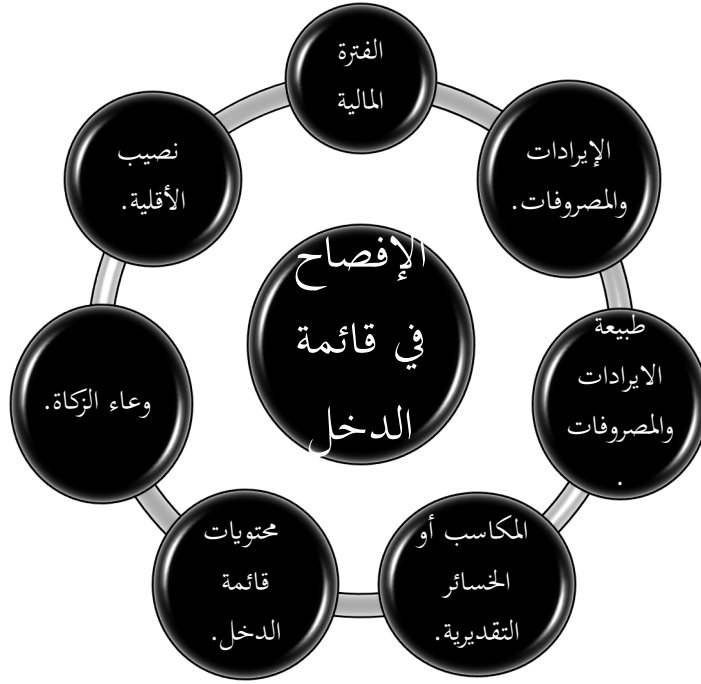 الفترة
المالية
الإيرادات
والمصروفات.
طبيعة
الايرادات
والمصروفات
.
المكاسب أو
الخسائر
التقديرية.
محتويات
قائمة
الدخل.
وعاء الزكاة.
نصيب
الأقلية.
الإفصاح
في قائمة
الدخل